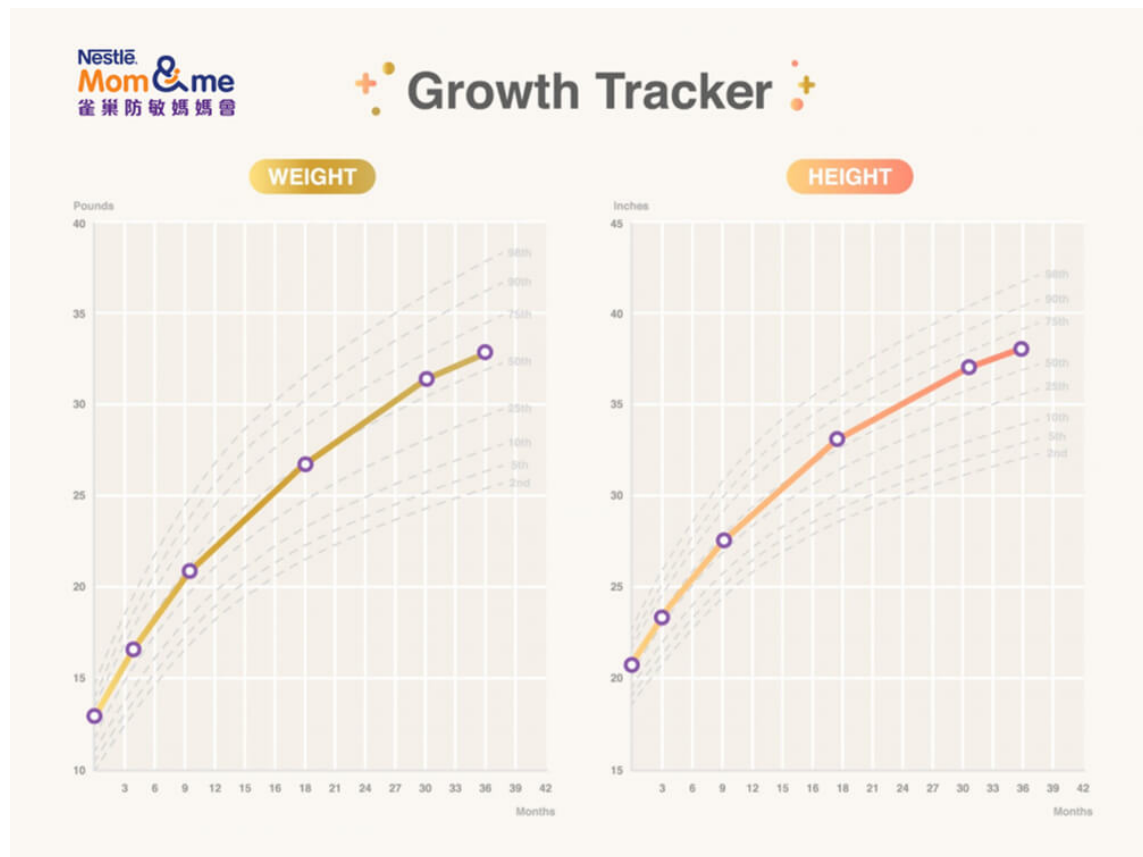 Nestlē.
Mom&me
雀巢防敏媽媽會
Growth Tracker
WEIGHT
Pounds
40
35
30
25
20
15
10
98th
90th
75th
50th
25th
10th
5th
2nd
3 6 9 12 15 18 21 24 27 30 33 36 39 42
Months
HEIGHT
Inches
45
40
35
30
25
20
15
98th
90th
75th
50th
25th
10th
5th
2nd
3 6 9 12 15 18 21 24 27 30 33 36 39 42
Months